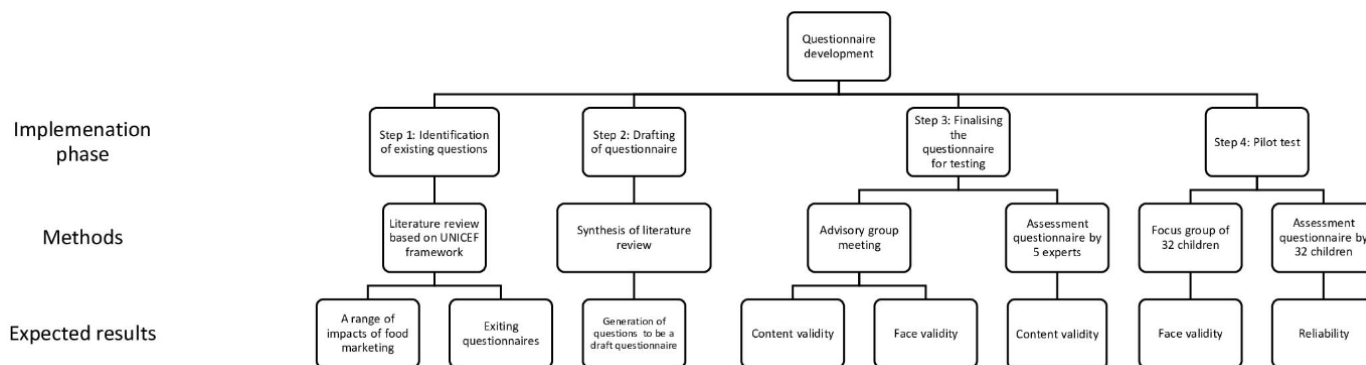 Questionnaire
development
Implemenation
phase
Step 1: Identification
of existing questions
Step 2: Drafting
of questionnaire
Step 3: Finalising
the
questionnaire
for testing
Step 4: Pilot test
Methods
Literature review
based on UNICEF
framework
Synthesis of literature
review
Advisory group
meeting
Assessment
questionnaire by
5 experts
Focus group of
32 children
Assessment
questionnaire by
32 children
Expected results
A range of
impacts of food
marketing
Exiting
questionnaires
Generation of
questions to be a
draft questionnaire
Content validity
Face validity
Content validity
Face validity
Reliability